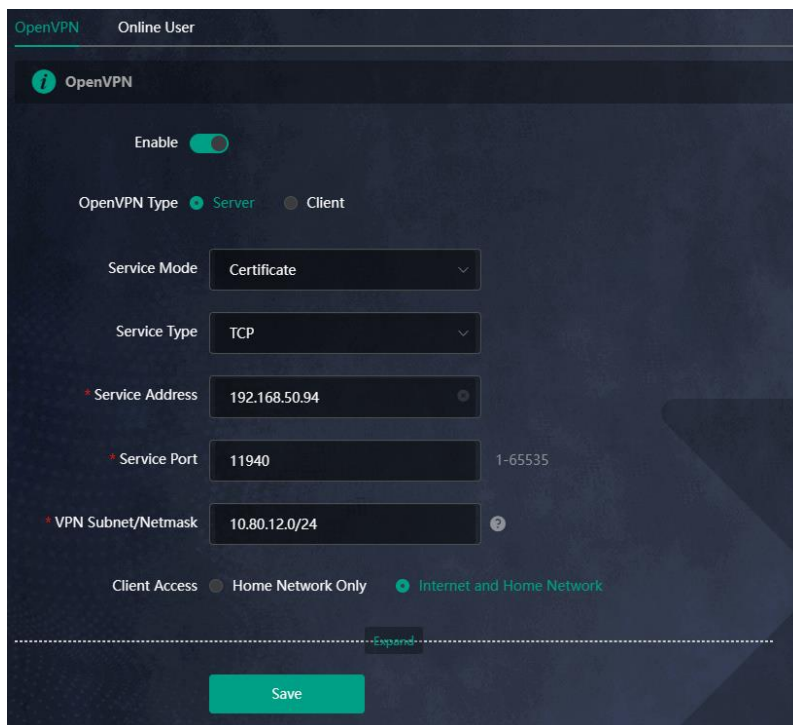 OpenVPN Online User
i OpenVPN
Enable
OpenVPN Type Server Client
Service Mode Certificate
Service Type TCP
* Service Address 192.168.50.94
* Service Port 11940 1-65535
* VPN Subnet/Netmask 10.80.12.0/24 ?
Client Access Home Network Only Internet and Home Network
Expand
Save